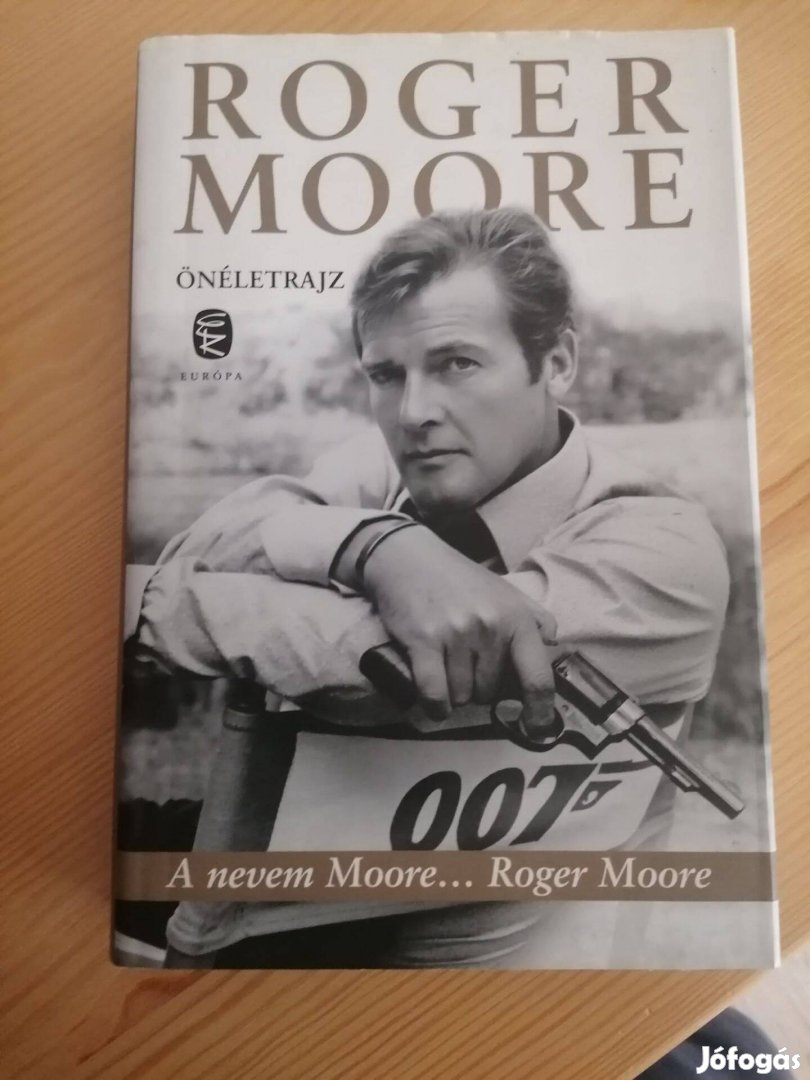 ROGER
MOORE
ÖNÉLETRAJZ
EURÓPA
007
A nevem Moore... Roger Moore
Jófogás